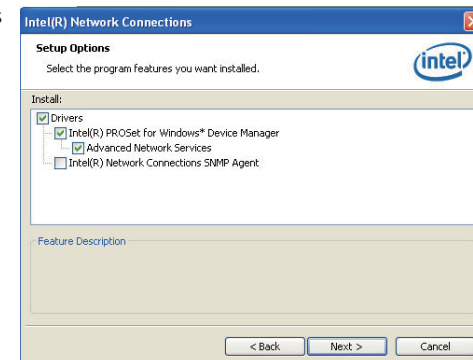 s
Intel(R) Network Connections
Setup Options
Select the program features you want installed.
intel
Install:
Drivers
Intel(R) PROSet for Windows* Device Manager
Advanced Network Services
Intel(R) Network Connections SNMP Agent
Feature Description
< Back Next > Cancel